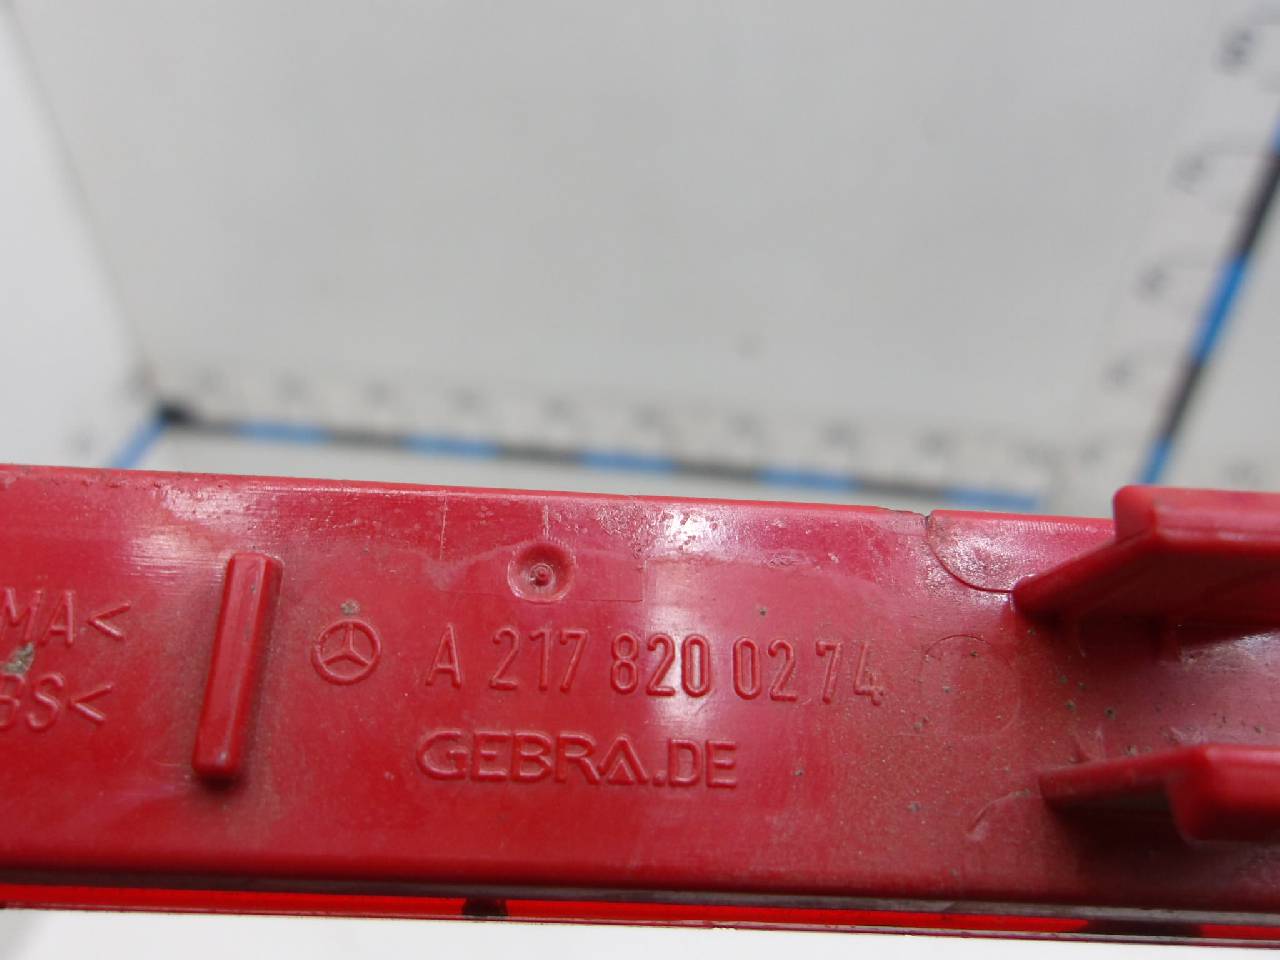 MA<
BS<
A 217 820 02 74
GEBRA.DE